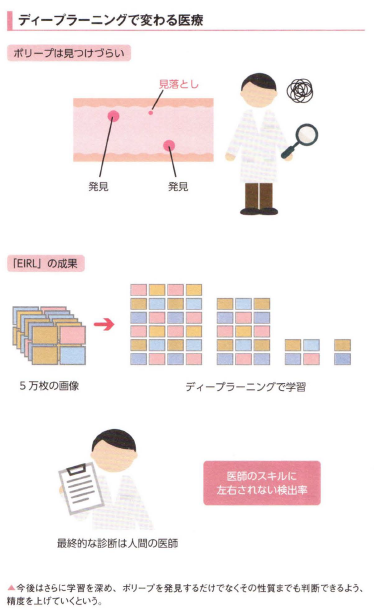 ディープラーニングで変わる医療
ポリープは見つけづらい
見落とし
発見
発見
「EIRL」の成果
5万枚の画像
ディープラーニングで学習
医師のスキルに
左右されない検出率
最終的な診断は人間の医師
▲今後はさらに学習を深め、ポリープを発見するだけでなくその性質までも判断できるよう、
精度を上げていくという。